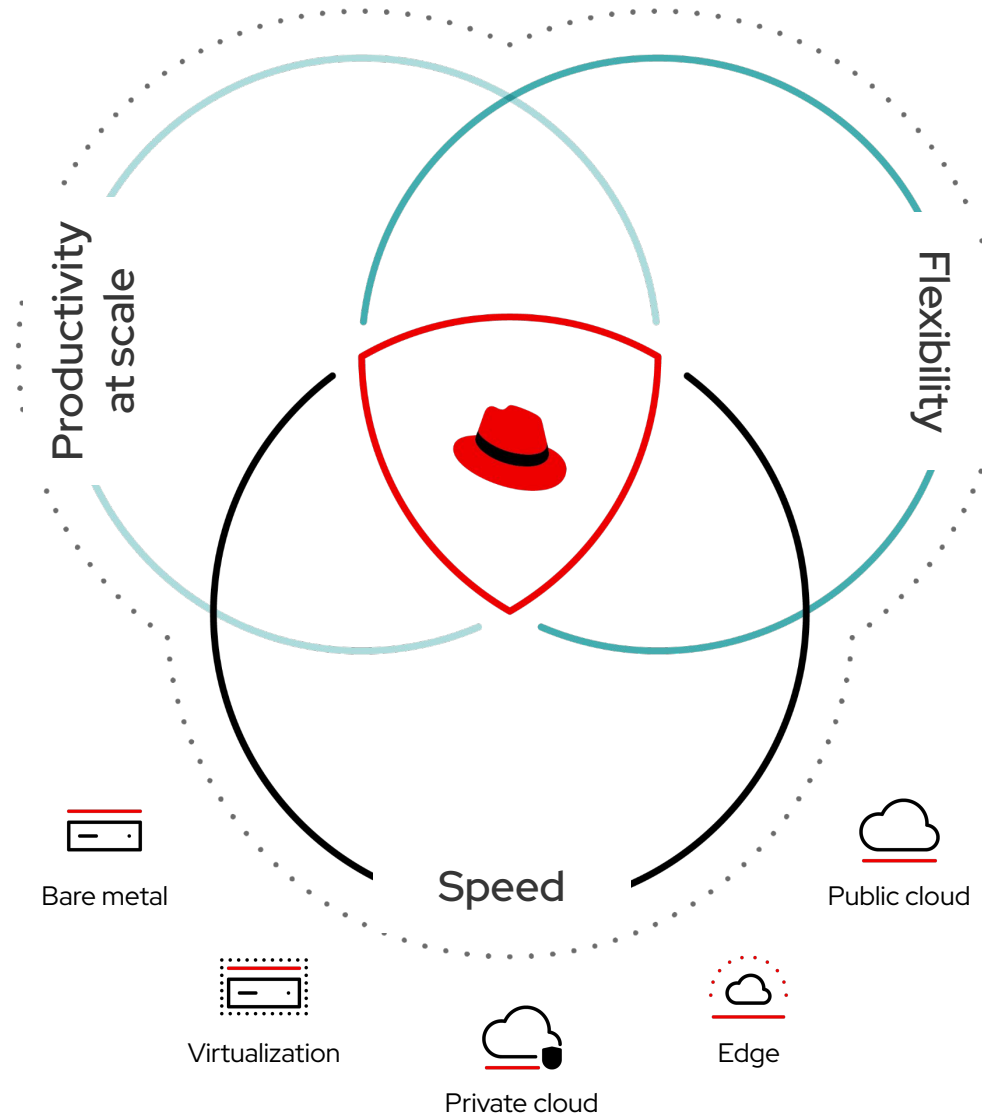 Productivity
at scale
Flexibility
Speed
Bare metal
Public cloud
Virtualization
Edge
Private cloud